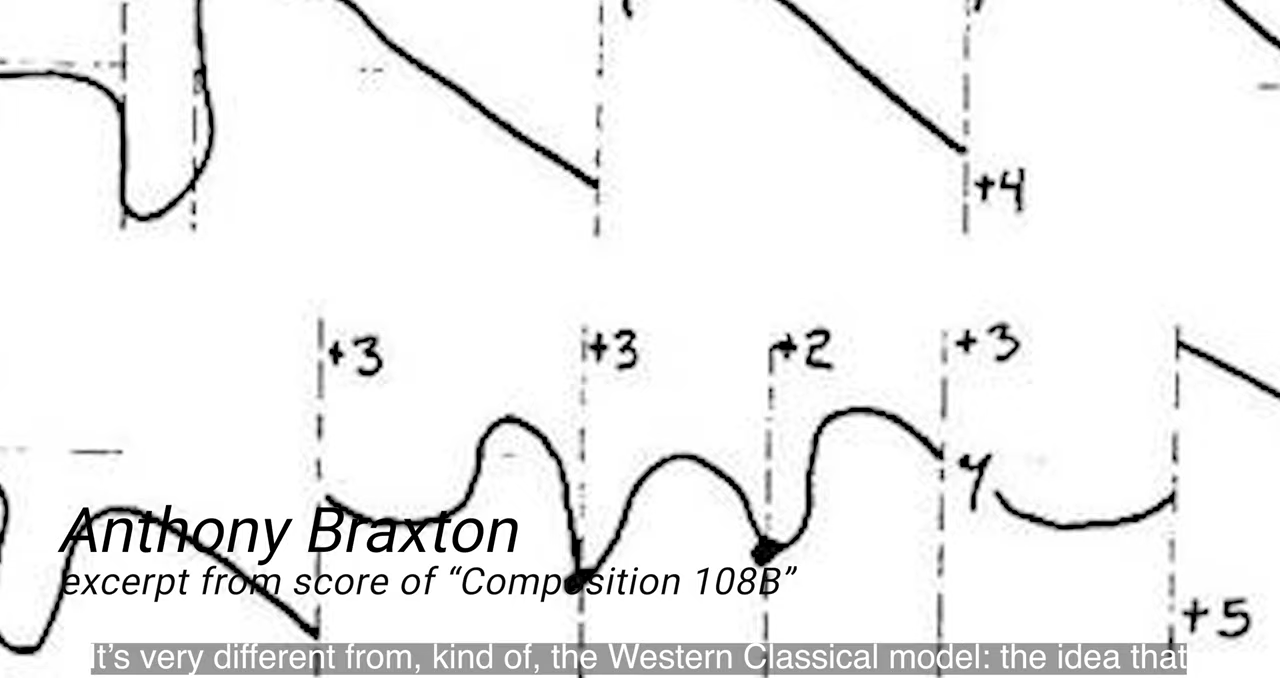 +4
+3 +3 +2 +3
Anthony Braxton
excerpt from score of “Composition 108B”
+5
It’s very different from, kind of, the Western Classical model: the idea that